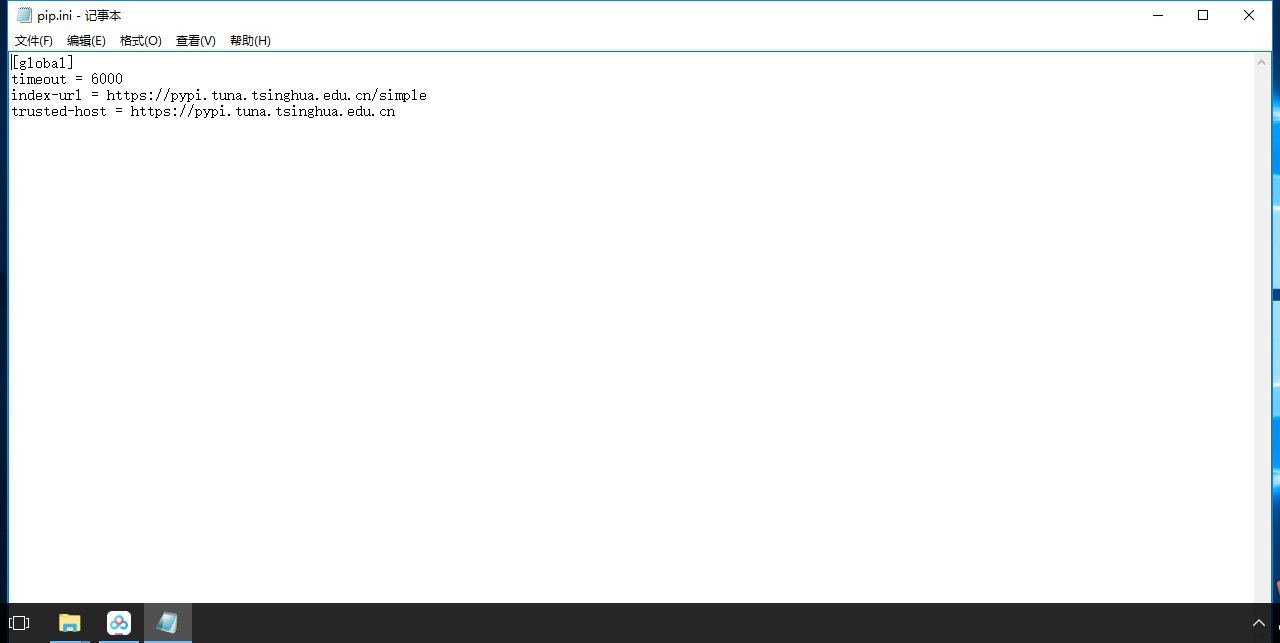 pip.ini - 记事本
文件(F) 编辑(E) 格式(O) 查看(V) 帮助(H)
[global]
timeout = 6000
index-url = https://pypi.tuna.tsinghua.edu.cn/simple
trusted-host = https://pypi.tuna.tsinghua.edu.cn